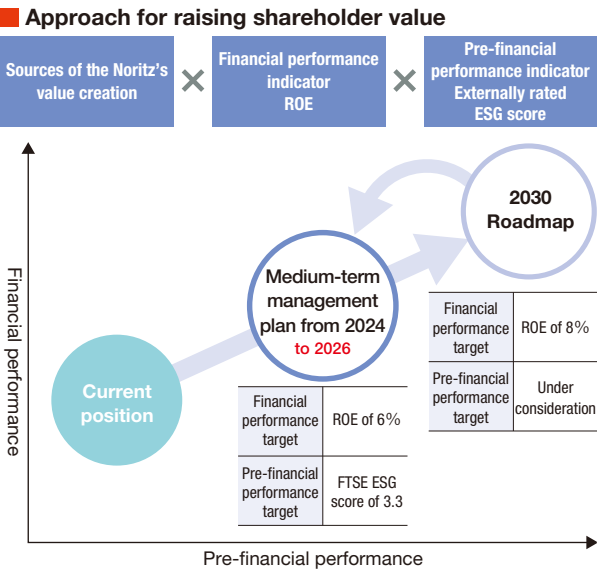 Approach for raising shareholder value
Sources of the Noritz's
value creation
×
Financial performance
indicator
ROE
×
Pre-financial
performance indicator
Externally rated
ESG score
Financial performance
2030
Roadmap
Medium-term
management
plan from 2024
to 2026
Current
position
Financial
performance
target
ROE of 8%
Pre-financial
performance
target
Under
consideration
Financial
performance
target
ROE of 6%
Pre-financial
performance
target
FTSE ESG
score of 3.3
Pre-financial performance